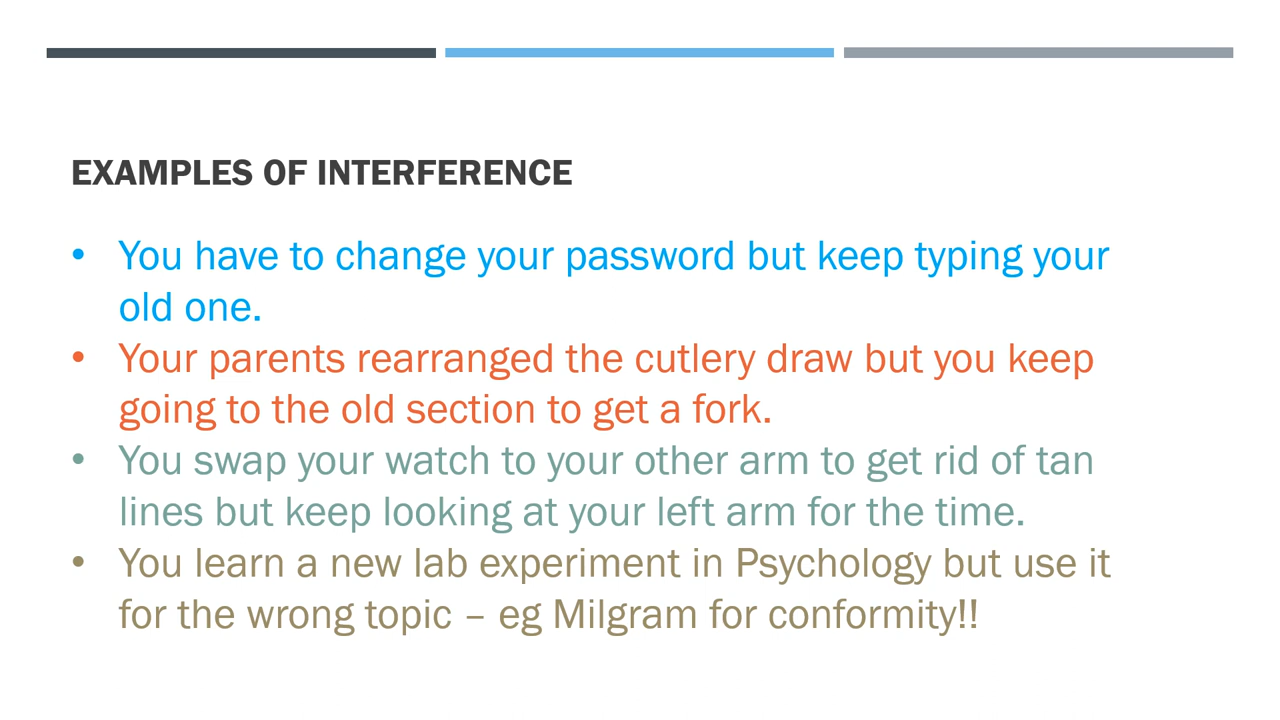 EXAMPLES OF INTERFERENCE
• You have to change your password but keep typing your
old one.
• Your parents rearranged the cutlery draw but you keep
going to the old section to get a fork.
• You swap your watch to your other arm to get rid of tan
lines but keep looking at your left arm for the time.
• You learn a new lab experiment in Psychology but use it
for the wrong topic – eg Milgram for conformity!!